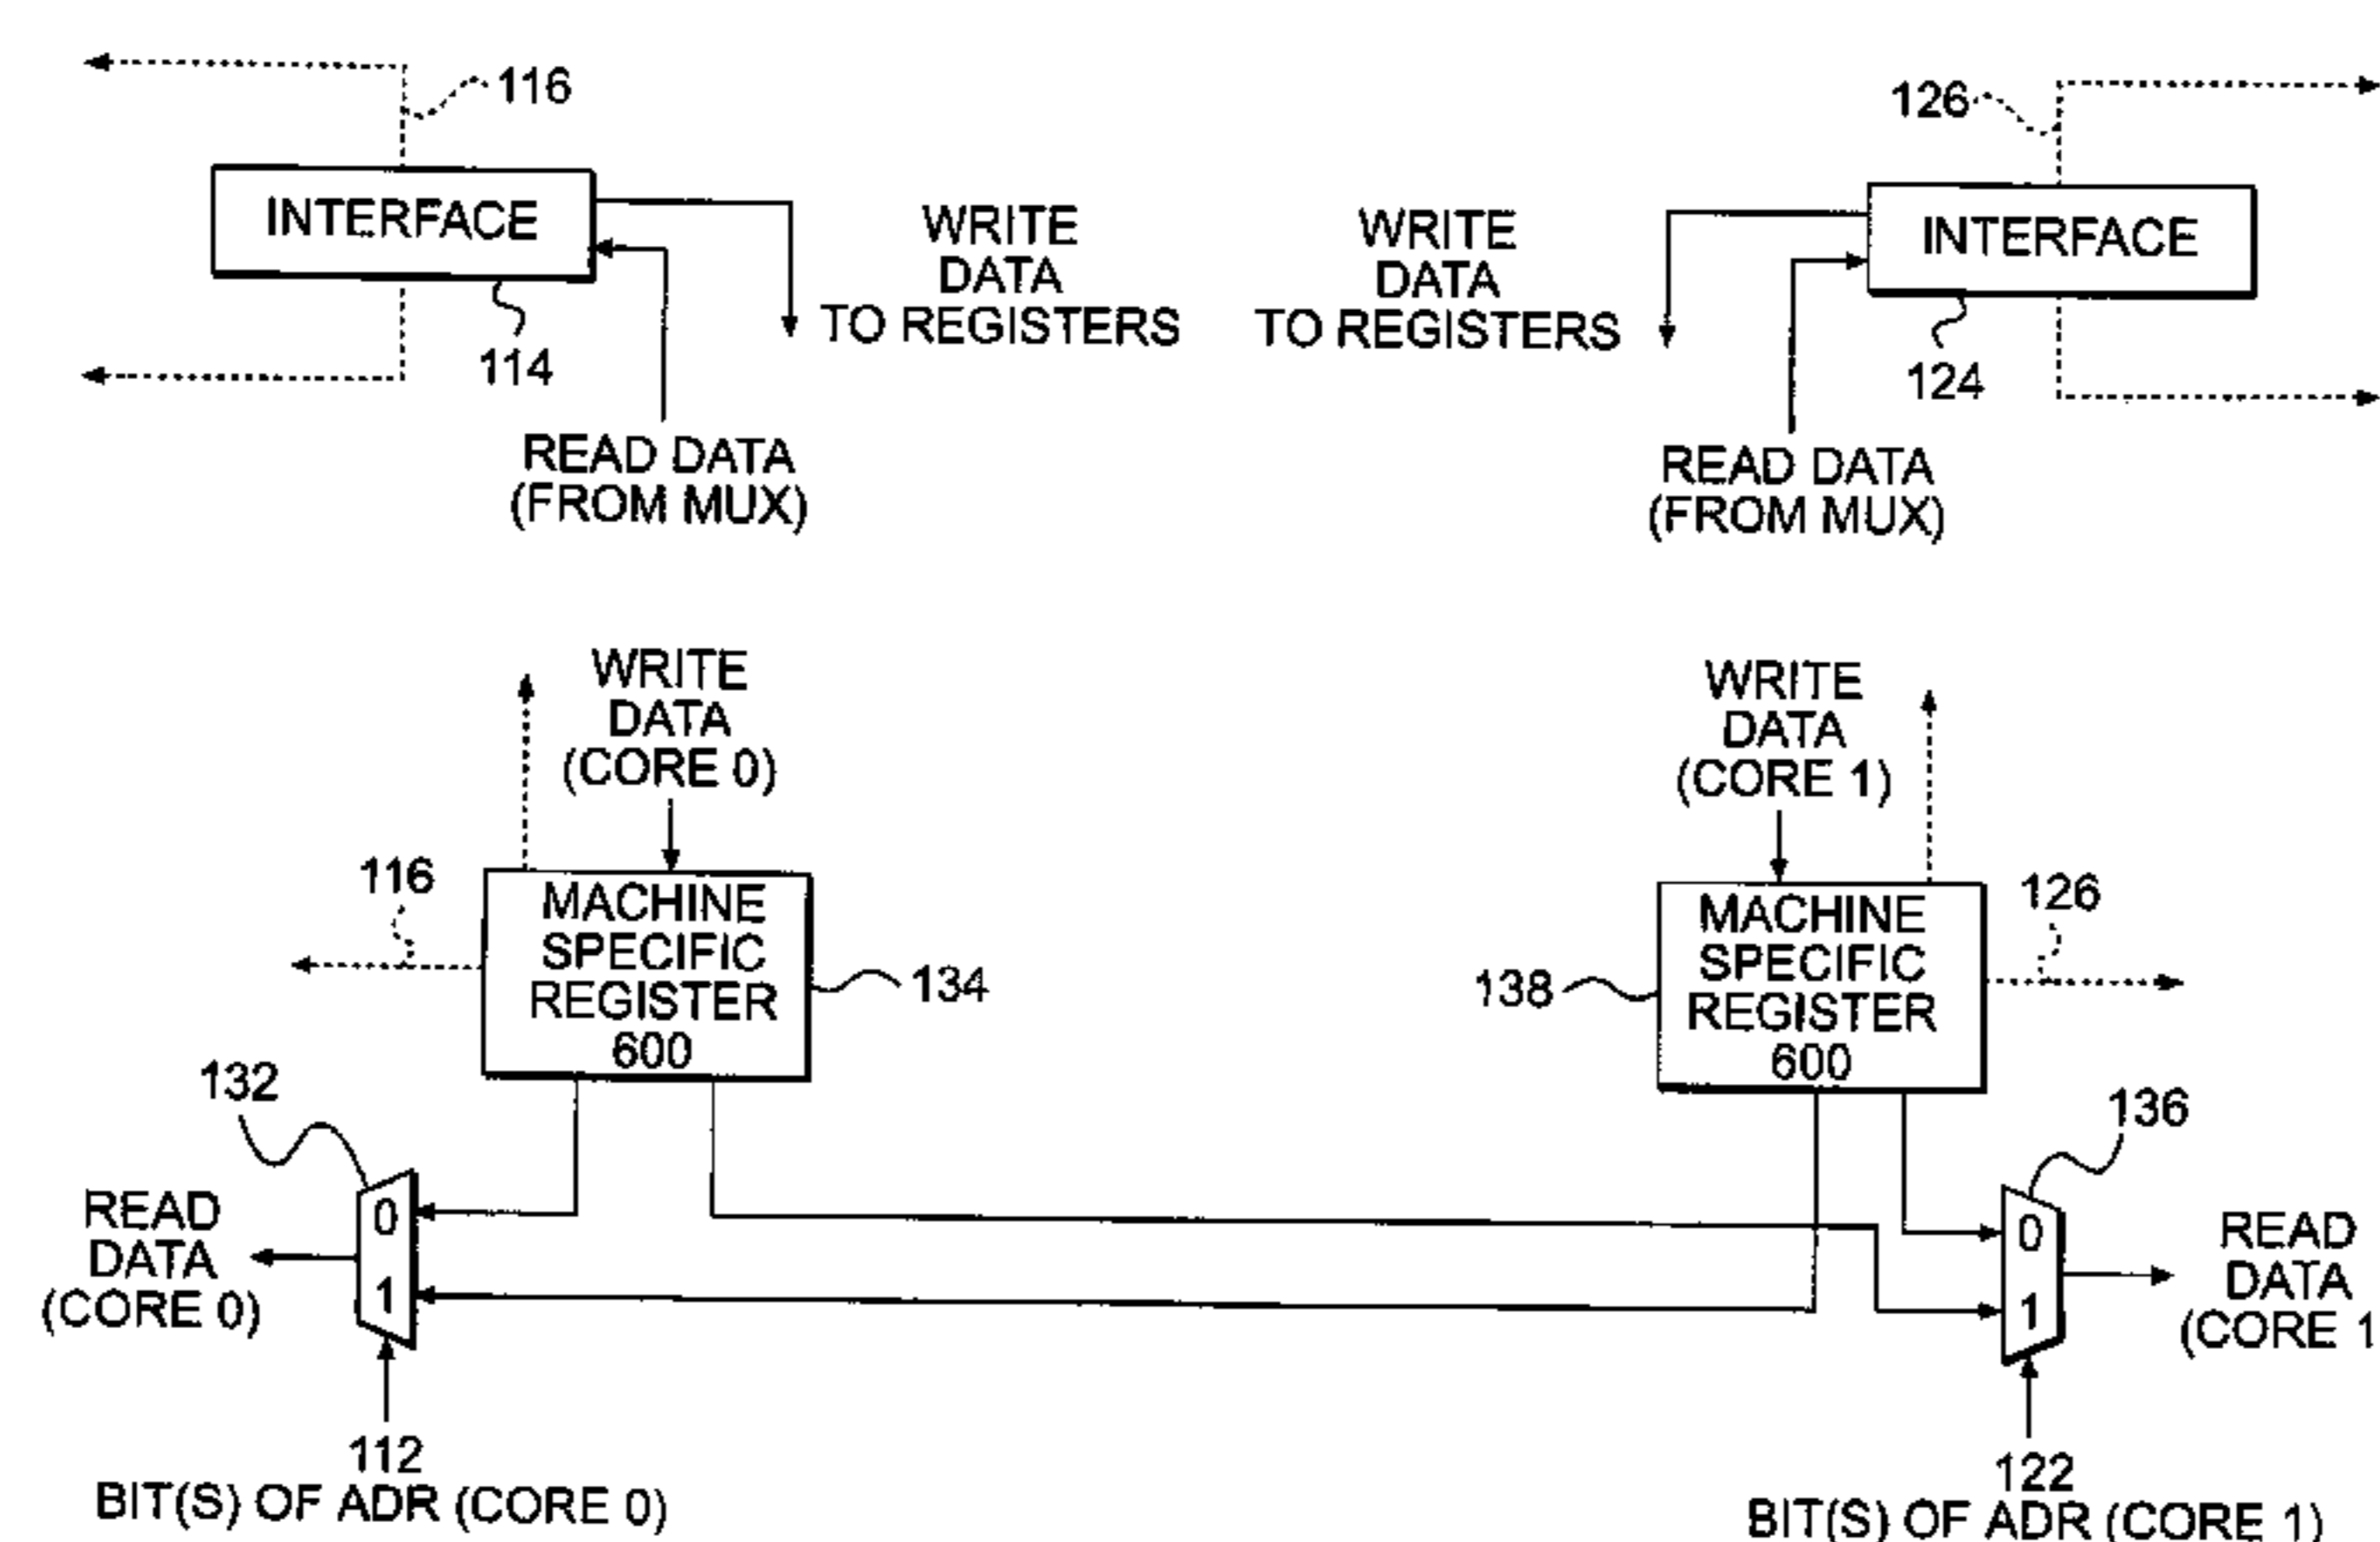 116
126
INTERFACE
WRITE
DATA
TO REGISTERS
WRITE
DATA
TO REGISTERS
INTERFACE
114
124
READ DATA
(FROM MUX)
READ DATA
(FROM MUX)
WRITE
DATA
(CORE 0)
WRITE
DATA
(CORE 1)
116
MACHINE
SPECIFIC
REGISTER
600
134
138
MACHINE
SPECIFIC
REGISTER
600
126
132
136
READ
DATA
(CORE 0)
0
1
0
1
READ
DATA
(CORE 1
112
BIT(S) OF ADR (CORE 0)
122
BIT(S) OF ADR (CORE 1)